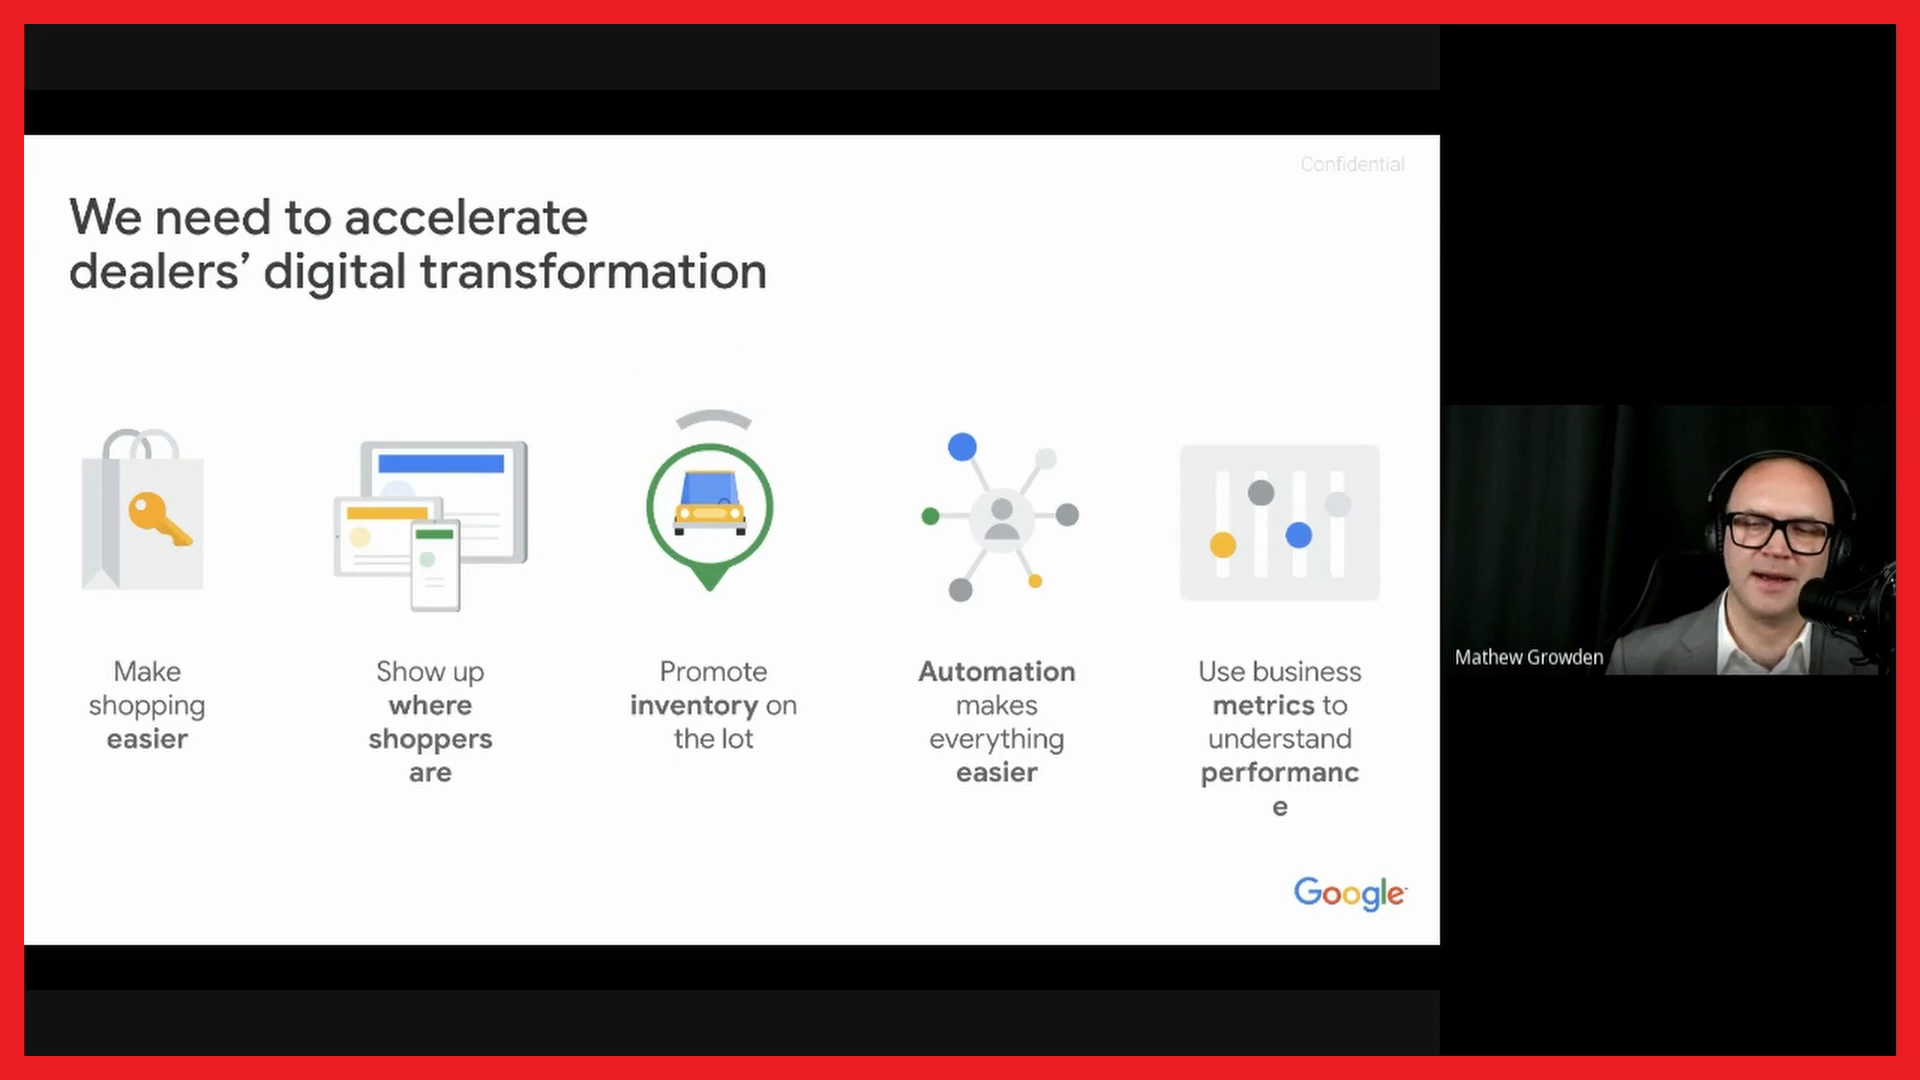 Confidential
We need to accelerate
dealers’ digital transformation
Make
shopping
easier
Show up
where
shoppers
are
Promote
inventory on
the lot
Automation
makes
everything
easier
Use business
metrics to
understand
performanc
e
Google
Mathew Growden